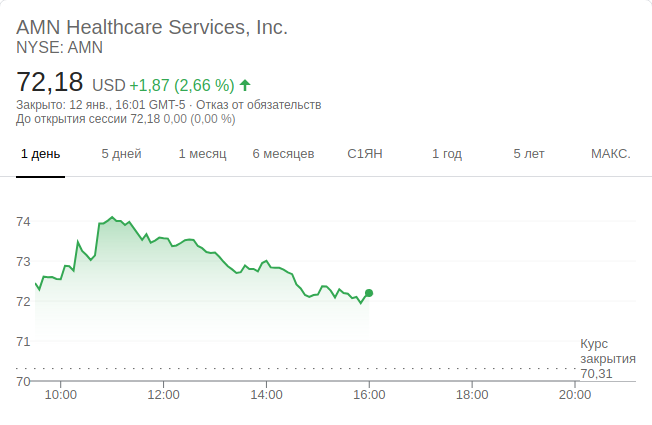 AMN Healthcare Services, Inc.
NYSE: AMN
72,18 USD +1,87 (2,66 %)
Закрыто: 12 янв., 16:01 GMT-5 · Отказ от обязательств
До открытия сессии 72,18 0,00 (0,00 %)
1 день 5 дней 1 месяц 6 месяцев С1ЯН 1 год 5 лет МАКС.
74
73
72
71
Курс
закрытия
70,31
70
10:00 12:00 14:00 16:00 18:00 20:00